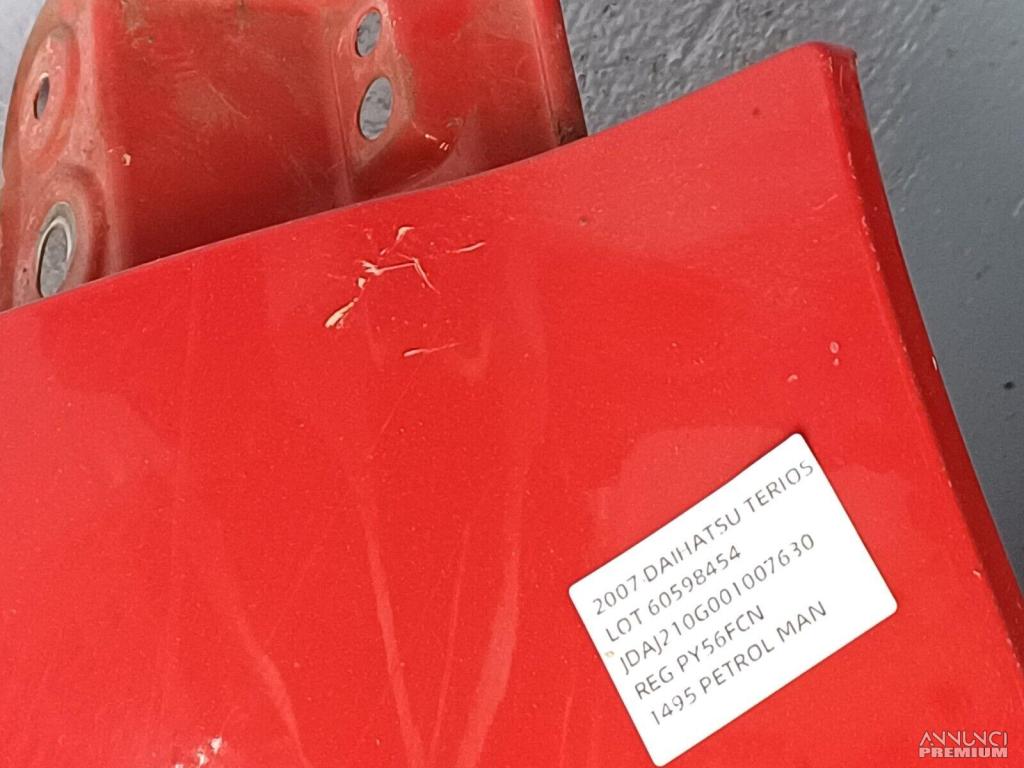 2007 DAIHATSU TERIOS
LOT 60598454
JDAJ210G001007630
REG PY56FCN
1495 PETROL MAN
ANNUNCI
PREMIUM